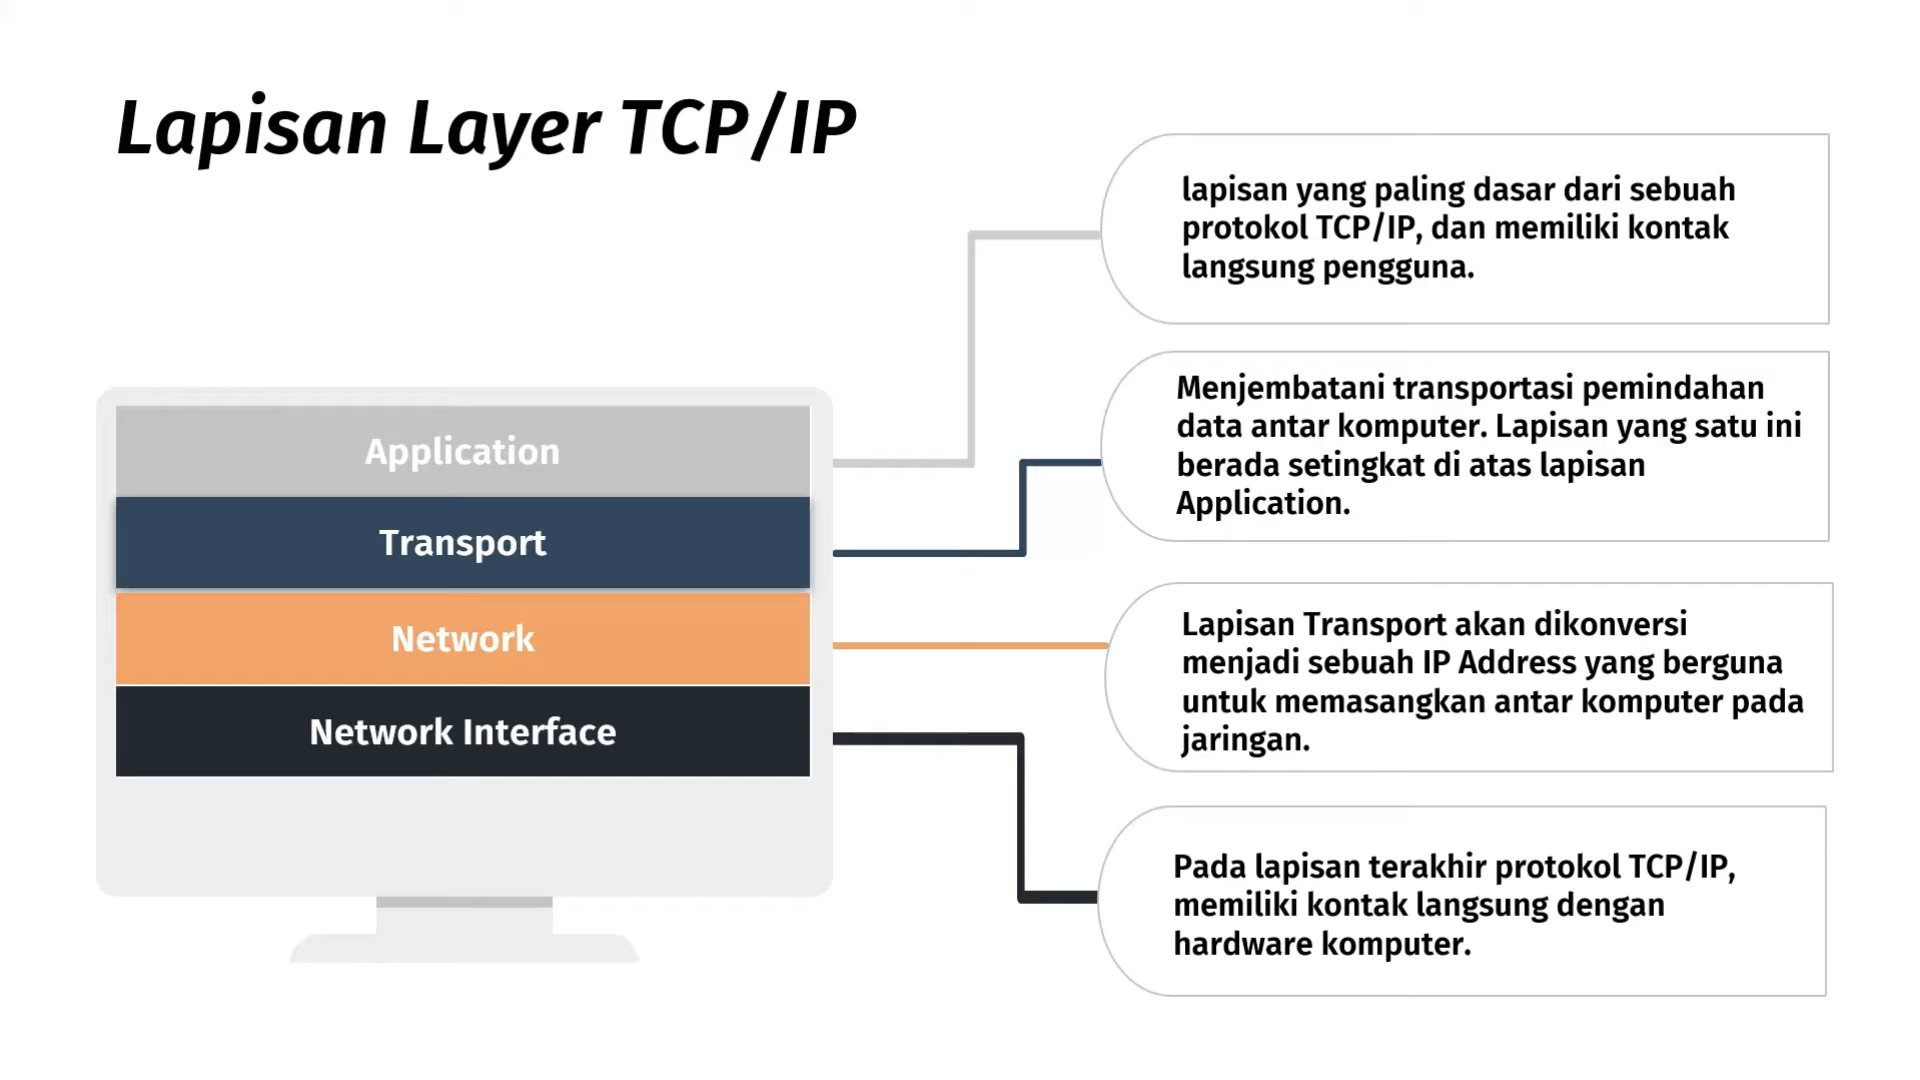 Lapisan Layer TCP/IP
lapisan yang paling dasar dari sebuah
protokol TCP/IP, dan memiliki kontak
langsung pengguna.
Menjembatani transportasi pemindahan
data antar komputer. Lapisan yang satu ini
berada setingkat di atas lapisan
Application.
Application
Transport
Network
Network Interface
Lapisan Transport akan dikonversi
menjadi sebuah IP Address yang berguna
untuk memasangkan antar komputer pada
jaringan.
Pada lapisan terakhir protokol TCP/IP,
memiliki kontak langsung dengan
hardware komputer.